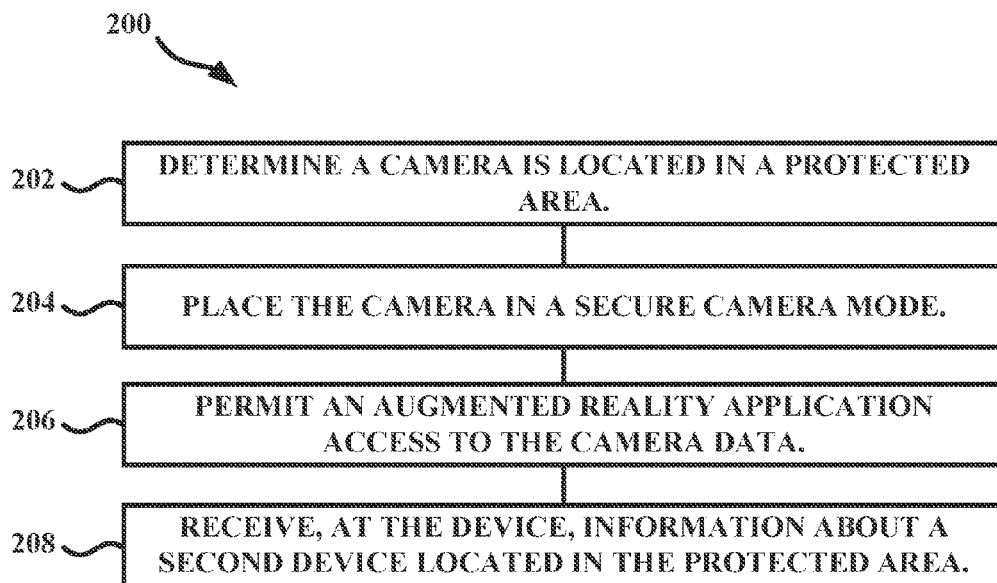 200
202
DETERMINE A CAMERA IS LOCATED IN A PROTECTED
AREA.
204
PLACE THE CAMERA IN A SECURE CAMERA MODE.
206
PERMIT AN AUGMENTED REALITY APPLICATION
ACCESS TO THE CAMERA DATA.
208
RECEIVE, AT THE DEVICE, INFORMATION ABOUT A
SECOND DEVICE LOCATED IN THE PROTECTED AREA.